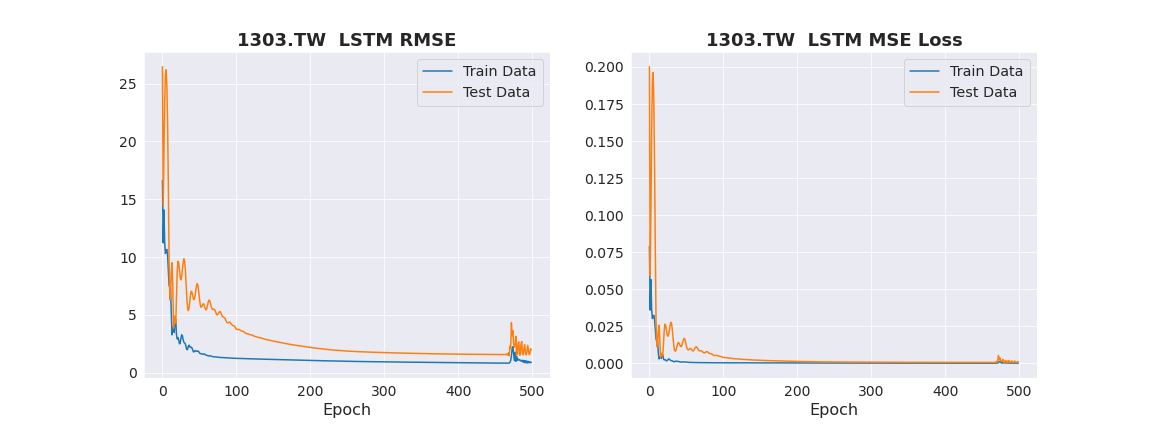 1303.TW  LSTM RMSE
Train Data
Test Data
25
20
15
10
5
0
0 100 200 300 400 500
Epoch
1303.TW  LSTM MSE Loss
Train Data
Test Data
0.200
0.175
0.150
0.125
0.100
0.075
0.050
0.025
0.000
0 100 200 300 400 500
Epoch